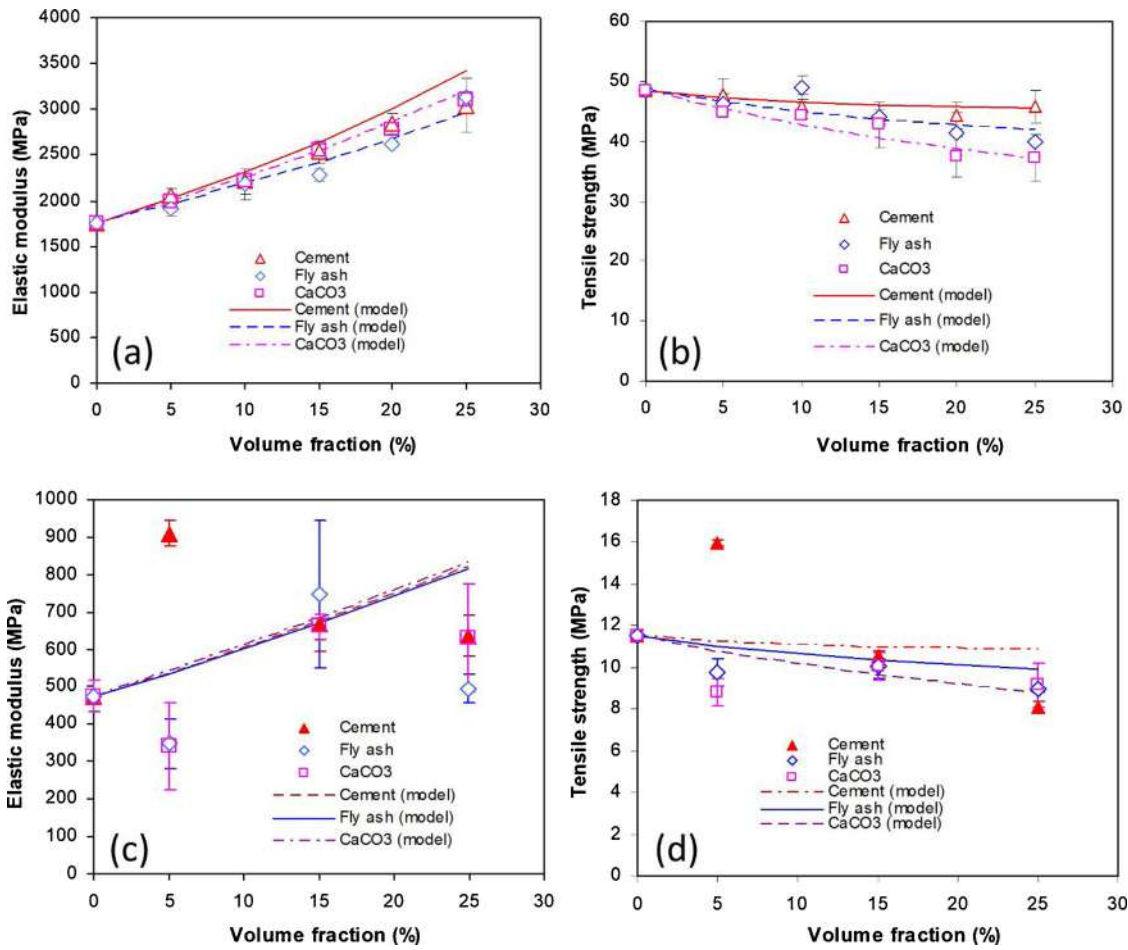 4000
3500
3000
2500
2000
1500
1000
500
0
Elastic modulus (MPa)
Cement
Fly ash
CaCO3
Cement (model)
Fly ash (model)
CaCO3 (model)
(a)
0 5 10 15 20 25 30
Volume fraction (%)
60
50
40
30
20
10
0
Tensile strength (MPa)
Cement
Fly ash
CaCO3
Cement (model)
Fly ash (model)
CaCO3 (model)
(b)
0 5 10 15 20 25 30
Volume fraction (%)
1000
900
800
700
600
500
400
300
200
100
0
Elastic modulus (MPa)
Cement
Fly ash
CaCO3
Cement (model)
Fly ash (model)
CaCO3 (model)
(c)
0 5 10 15 20 25 30
Volume fraction (%)
18
16
14
12
10
8
6
4
2
0
Tensile strength (MPa)
Cement
Fly ash
CaCO3
Cement (model)
Fly ash (model)
CaCO3 (model)
(d)
0 5 10 15 20 25 30
Volume fraction (%)